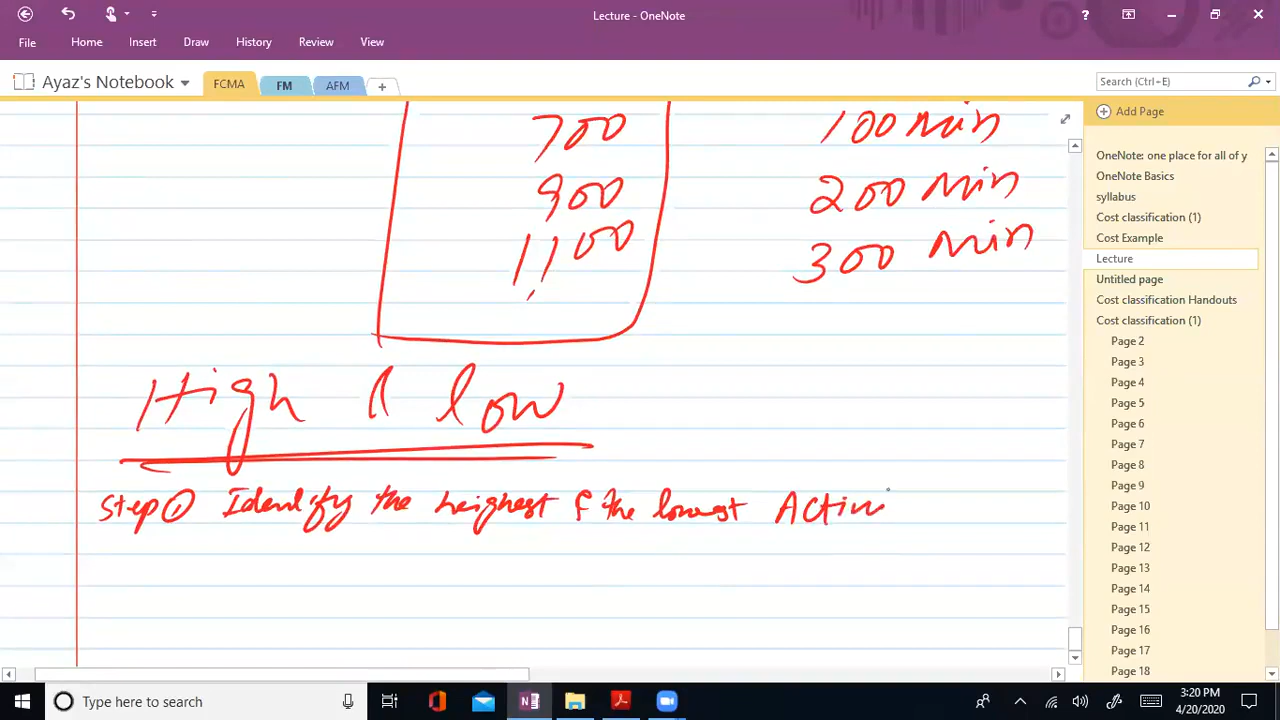 Lecture - OneNote
File Home Insert Draw History Review View
Ayaz's Notebook FCMA FM AFM +
Search (Ctrl+E)
700 100 Min
900 200 Min
1,100 300 Min
High & low
Step 1 Identify the heighest & the lowest Activi
Add Page
OneNote: one place for all of y
OneNote Basics
syllabus
Cost classification (1)
Cost Example
Lecture
Untitled page
Cost classification Handouts
Cost classification (1)
Page 2
Page 3
Page 4
Page 5
Page 6
Page 7
Page 8
Page 9
Page 10
Page 11
Page 12
Page 13
Page 14
Page 15
Page 16
Page 17
Page 18
Type here to search
3:20 PM
4/20/2020